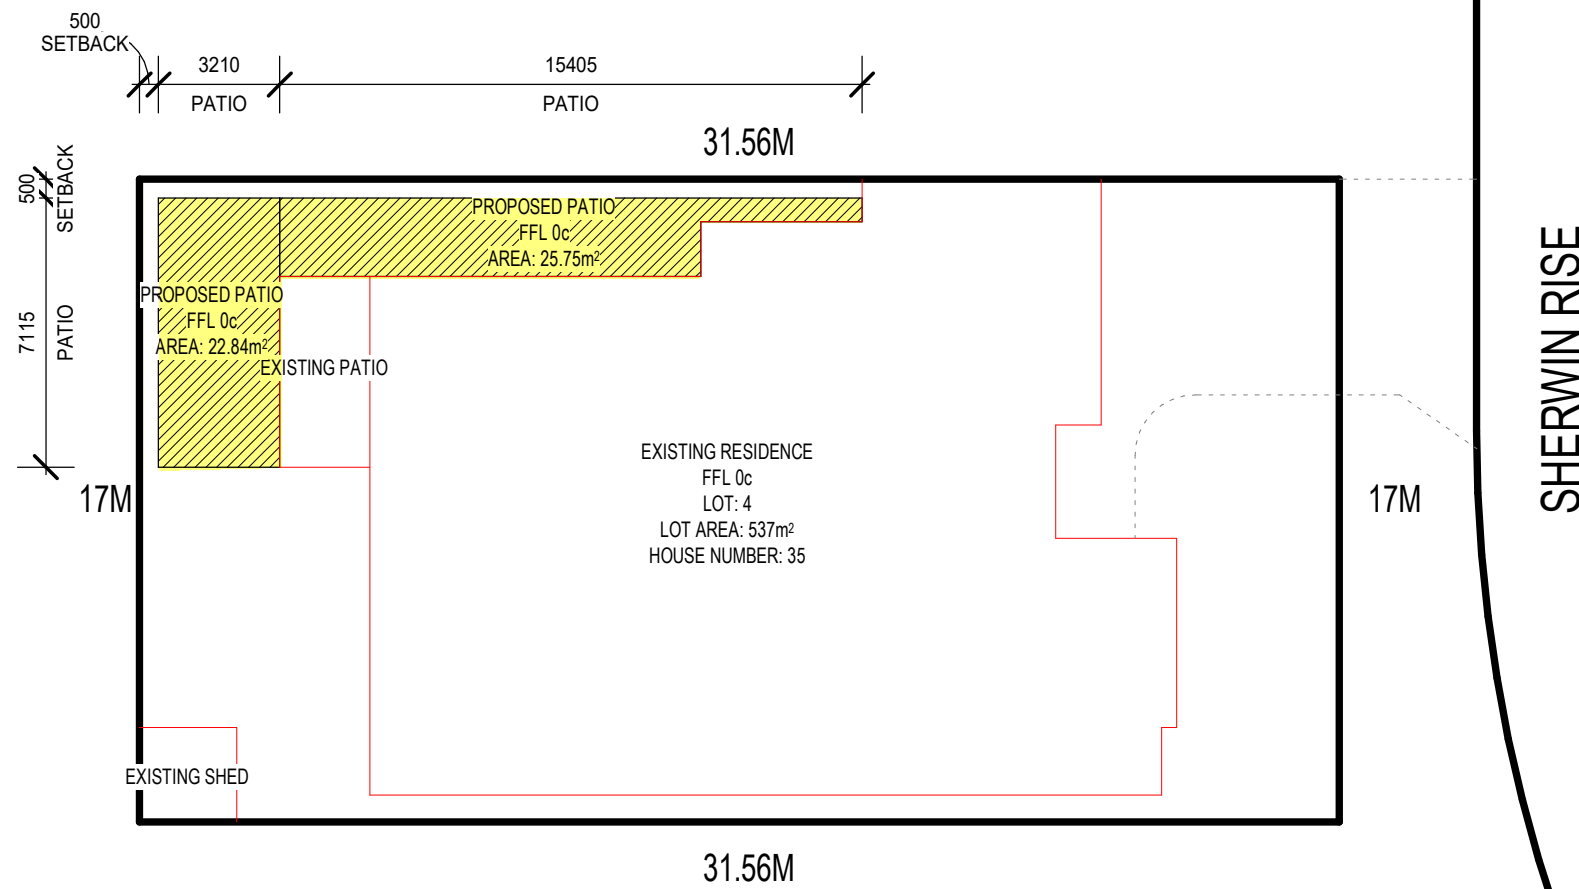 500
SETBACK
3210
PATIO
15405
PATIO
31.56M
500
SETBACK
7115
PATIO
PROPOSED PATIO
FFL 0c
AREA: 25.75m²
PROPOSED PATIO
FFL 0c
AREA: 22.84m²
EXISTING PATIO
EXISTING RESIDENCE
FFL 0c
LOT: 4
LOT AREA: 537m²
HOUSE NUMBER: 35
17M
17M
SHERWIN RISE
EXISTING SHED
31.56M